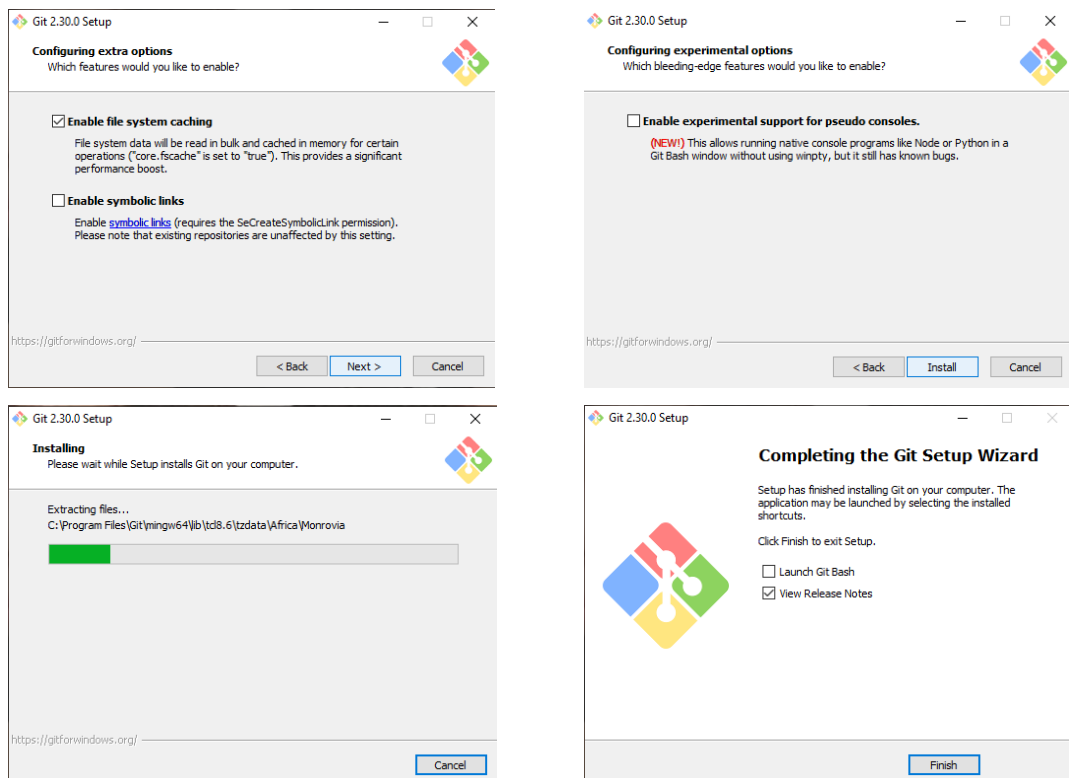 Git 2.30.0 Setup
Configuring extra options
Which features would you like to enable?
Enable file system caching
File system data will be read in bulk and cached in memory for certain
operations ("core.fscache" is set to "true"). This provides a significant
performance boost.
Enable symbolic links
Enable symbolic links (requires the SeCreateSymbolicLink permission).
Please note that existing repositories are unaffected by this setting.
https://gitforwindows.org/
< Back
Next >
Cancel
Git 2.30.0 Setup
Configuring experimental options
Which bleeding-edge features would you like to enable?
Enable experimental support for pseudo consoles.
(NEW!) This allows running native console programs like Node or Python in a
Git Bash window without using winpty, but it still has known bugs.
https://gitforwindows.org/
< Back
Install
Cancel
Git 2.30.0 Setup
Installing
Please wait while Setup installs Git on your computer.
Extracting files...
C:\Program Files\Git\mingw64\lib\tcl8.6\tzdata\Africa\Monrovia
https://gitforwindows.org/
Cancel
Git 2.30.0 Setup
Completing the Git Setup Wizard
Setup has finished installing Git on your computer. The
application may be launched by selecting the installed
shortcuts.
Click Finish to exit Setup.
Launch Git Bash
View Release Notes
Finish